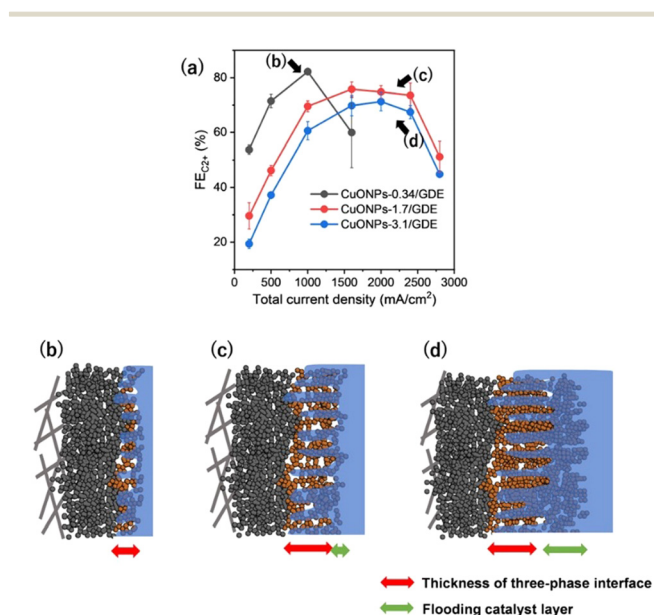 (a)
(b)
(c)
(d)
FEC2+ (%)
80
60
40
20
CuONPs-0.34/GDE
CuONPs-1.7/GDE
CuONPs-3.1/GDE
0 500 1000 1500 2000 2500 3000
Total current density (mA/cm²)
(b) (c) (d)
Thickness of three-phase interface
Flooding catalyst layer